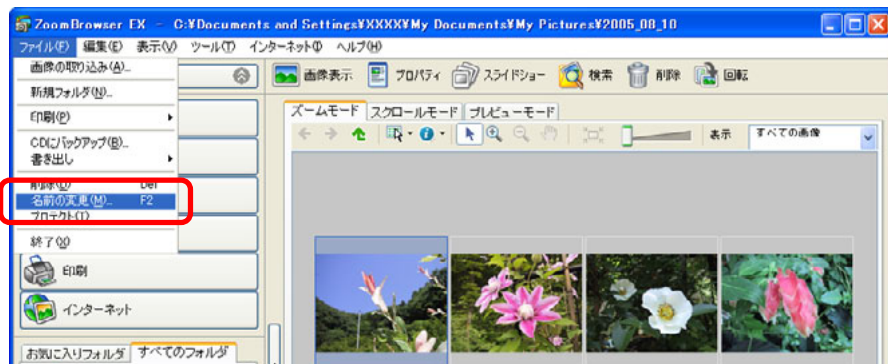 ZoomBrowser EX - C:¥Documents and Settings¥XXXX¥My Documents¥My Pictures¥2005_08_10
ファイル(F) 編集(E) 表示(V) ツール(T) インターネット(I) ヘルプ(H)
画像の取り込み(A)...
新規フォルダ(N)...
印刷(P)
CDにバックアップ(B)...
書き出し
削除(D) Del
名前の変更(M)... F2
プロテクト(T)
終了(X)
印刷
インターネット
お気に入りフォルダ すべてのフォルダ
画像表示 プロパティ スライドショー 検索 削除 回転
ズームモード スクロールモード プレビューモード
表示 すべての画像